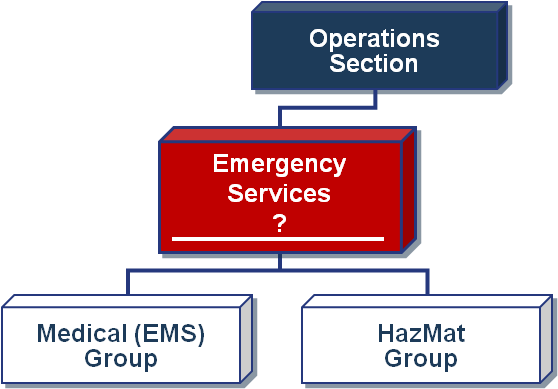 Operations
Section
Emergency
Services
?
Medical (EMS)
Group
HazMat
Group